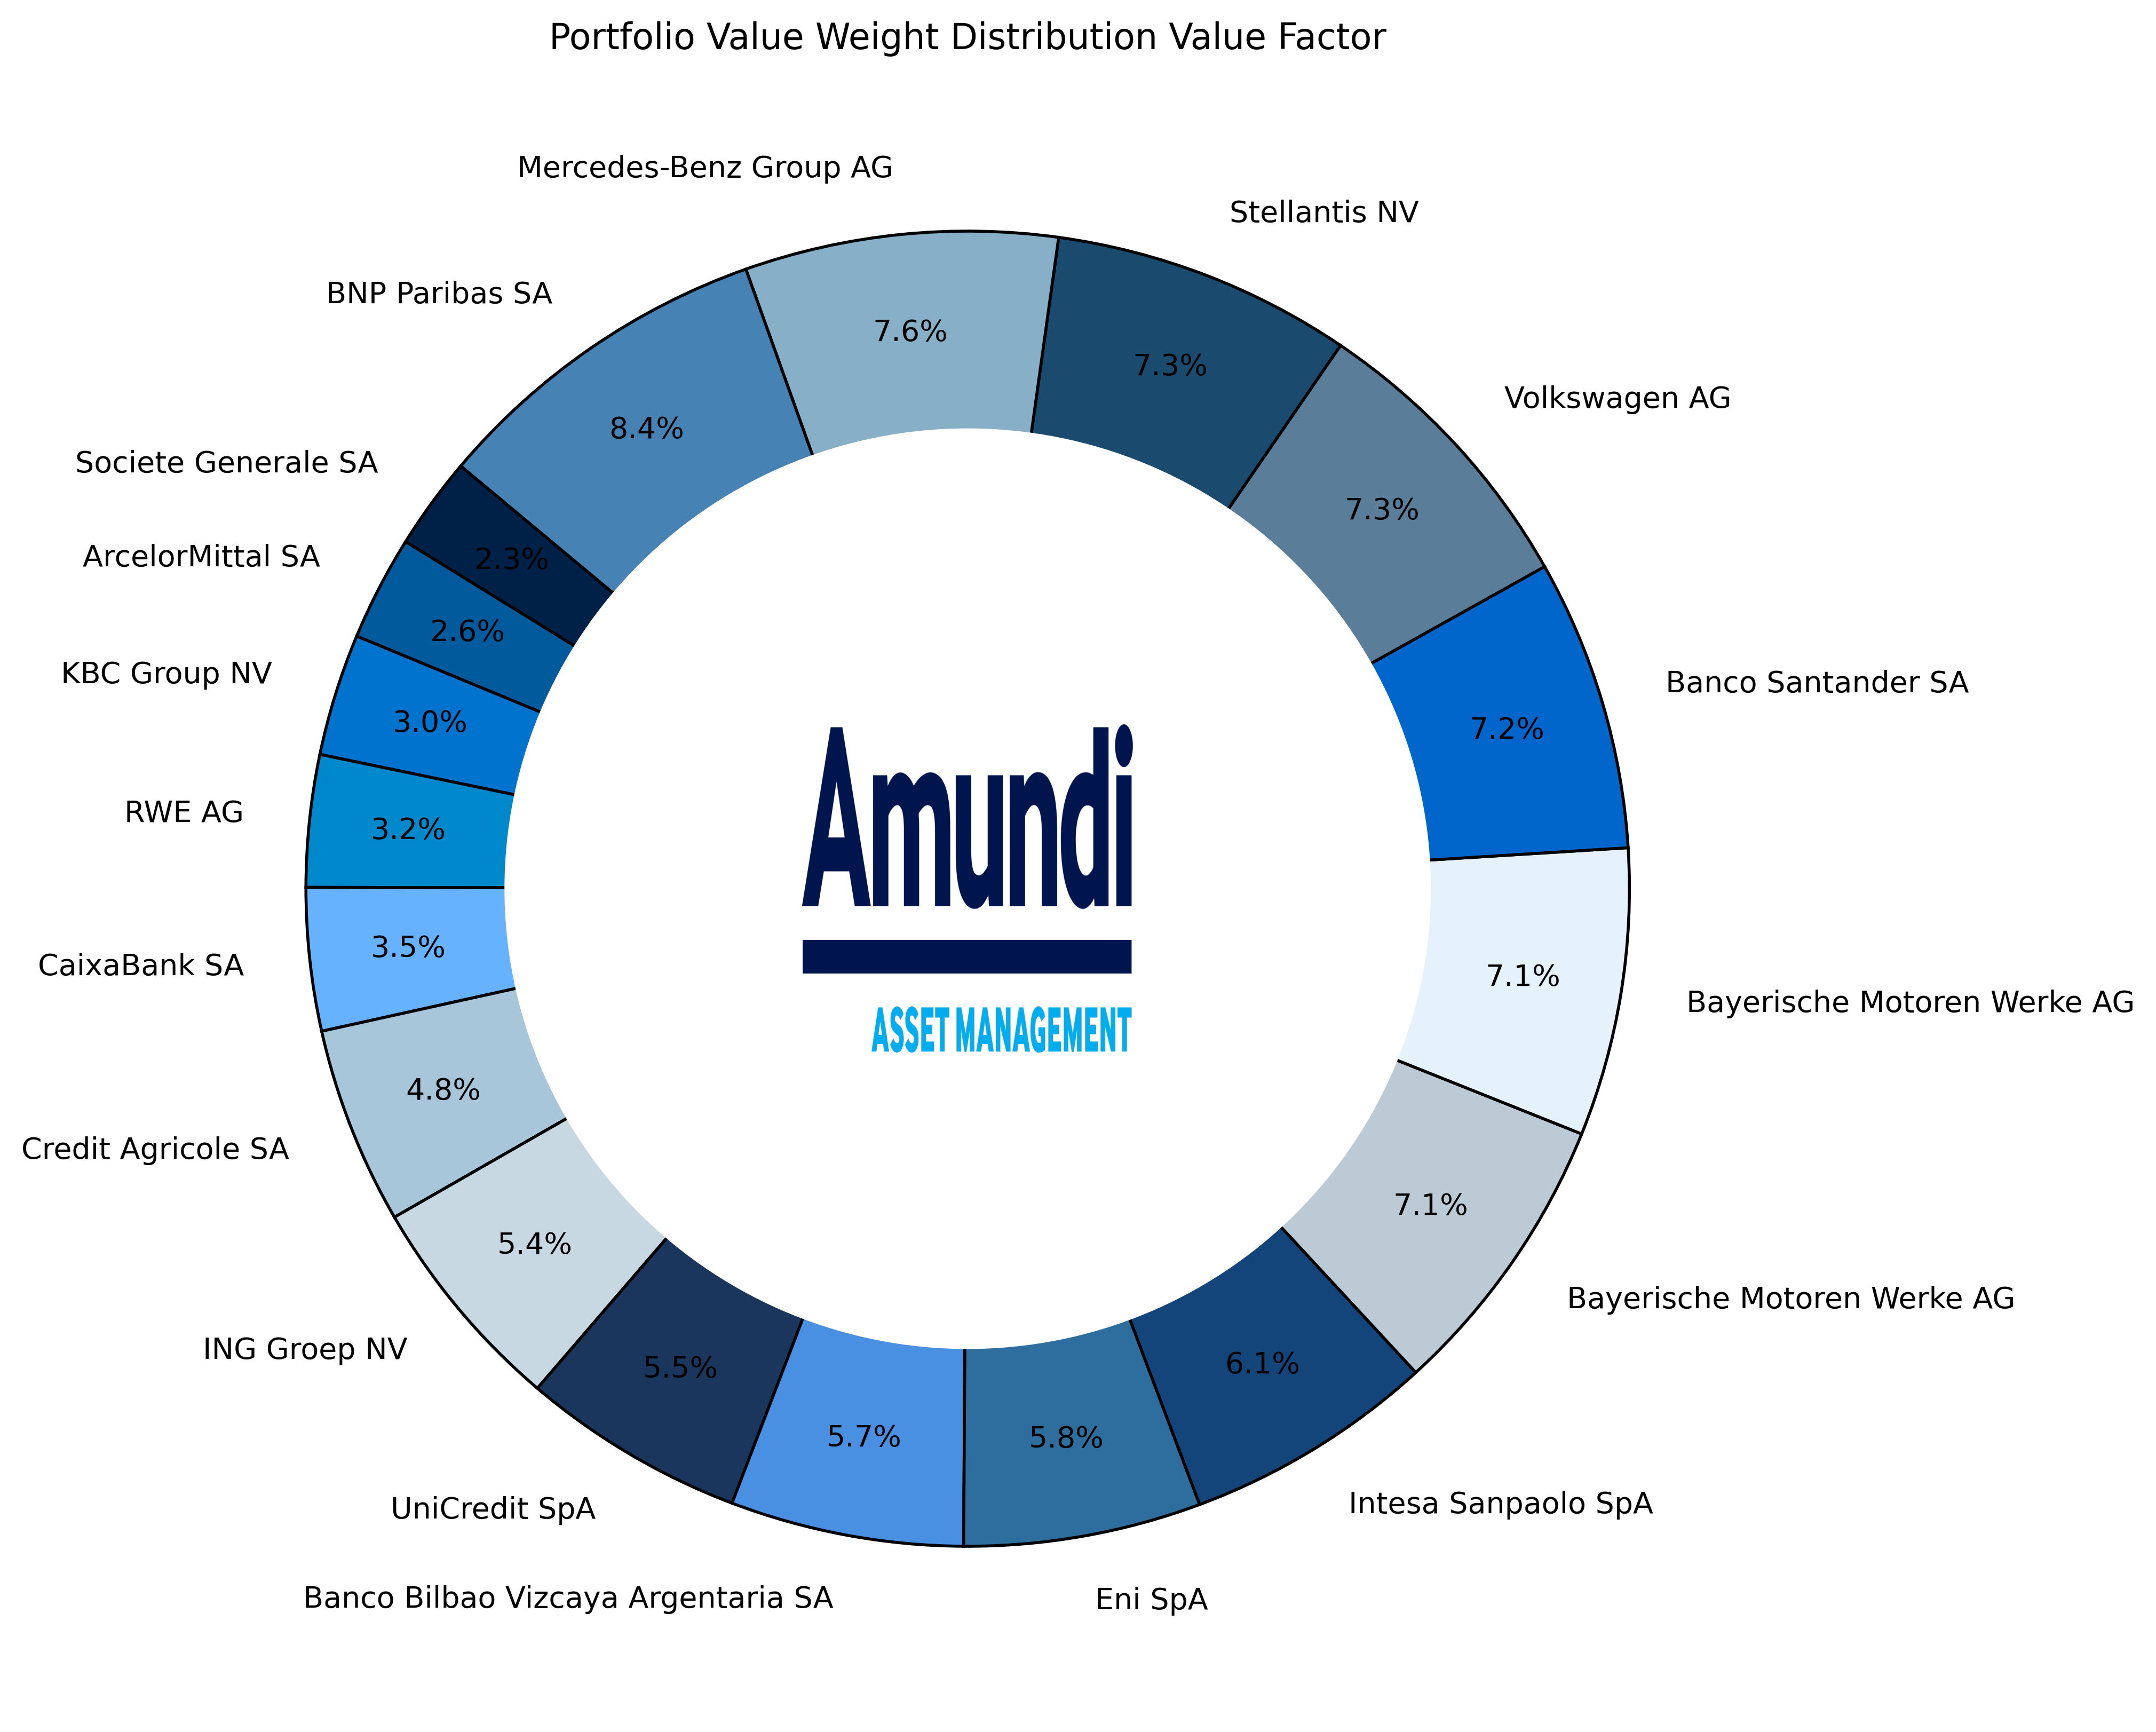 Portfolio Value Weight Distribution Value Factor
Mercedes-Benz Group AG
Stellantis NV
BNP Paribas SA
7.6%
7.3%
Volkswagen AG
8.4%
Societe Generale SA
7.3%
ArcelorMittal SA
2.3%
2.6%
KBC Group NV
Banco Santander SA
3.0%
7.2%
RWE AG
3.2%
Amundi
ASSET MANAGEMENT
CaixaBank SA
3.5%
7.1%
Bayerische Motoren Werke AG
4.8%
Credit Agricole SA
7.1%
5.4%
Bayerische Motoren Werke AG
ING Groep NV
5.5%
6.1%
5.7%
5.8%
UniCredit SpA
Intesa Sanpaolo SpA
Banco Bilbao Vizcaya Argentaria SA
Eni SpA